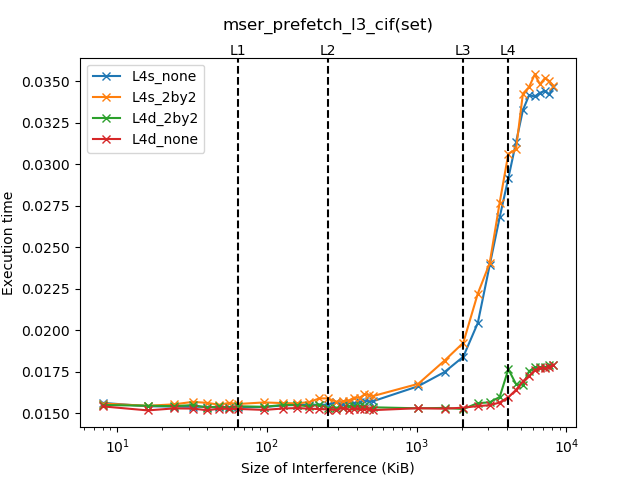 mser_prefetch_l3_cif(set)
L1 L2 L3 L4
L4s_none
L4s_2by2
L4d_2by2
L4d_none
0.0350
0.0325
0.0300
0.0275
0.0250
0.0225
0.0200
0.0175
0.0150
Execution time
10¹ 10² 10³ 10⁴
Size of Interference (KiB)